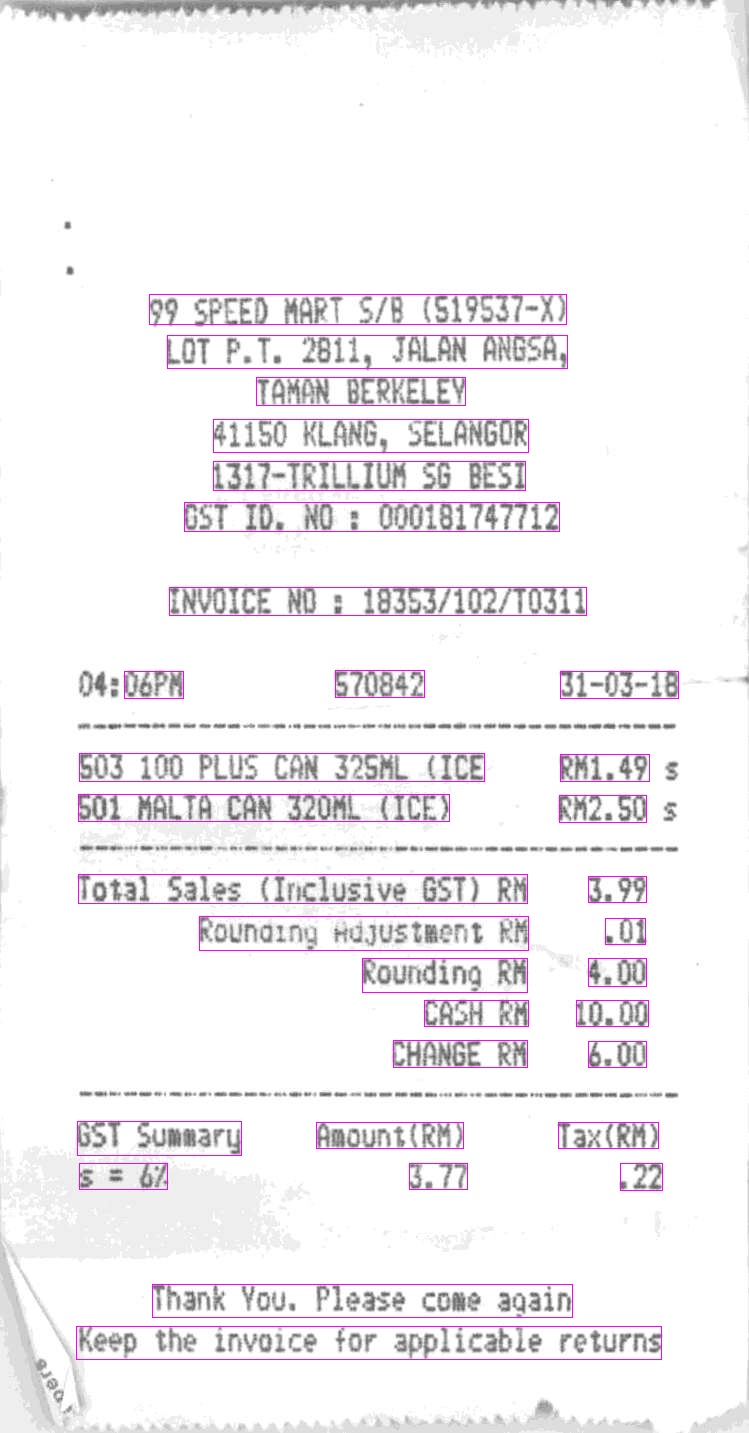 99 SPEED MART S/B (519537-X)
LOT P.T. 2811, JALAN ANGSA,
TAMAN BERKELEY
41150 KLANG, SELANGOR
1317-TRILLIUM SG BESI
GST ID. NO : 000181747712
INVOICE NO : 18353/102/T0311
04:06PM 570842 31-03-18
503 100 PLUS CAN 325ML (ICE RM1.49 s
501 MALTA CAN 320ML (ICE) RM2.50 s
Total Sales (Inclusive GST) RM 3.99
Rounding Adjustment RM .01
Rounding RM 4.00
CASH RM 10.00
CHANGE RM 6.00
GST Summary Amount(RM) Tax(RM)
s = 6% 3.77 .22
Thank You. Please come again
Keep the invoice for applicable returns